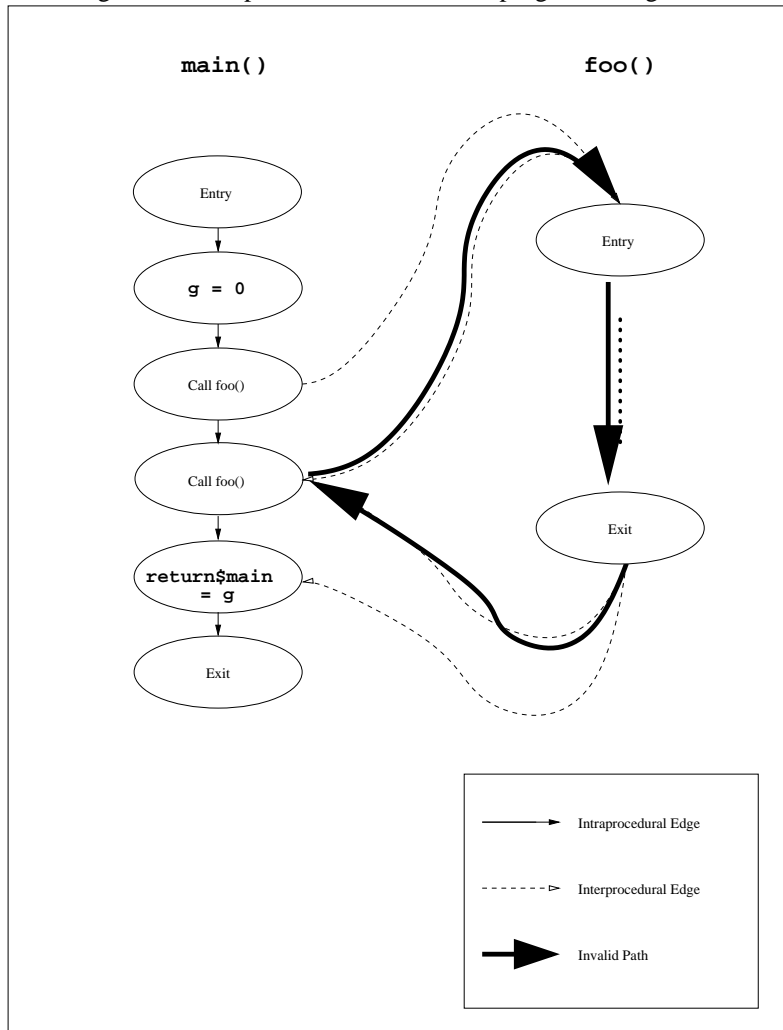 main()
foo()
Entry
g = 0
Call foo()
Call foo()
return$main
= g
Exit
Entry
Exit
Intraprocedural Edge
Interprocedural Edge
Invalid Path